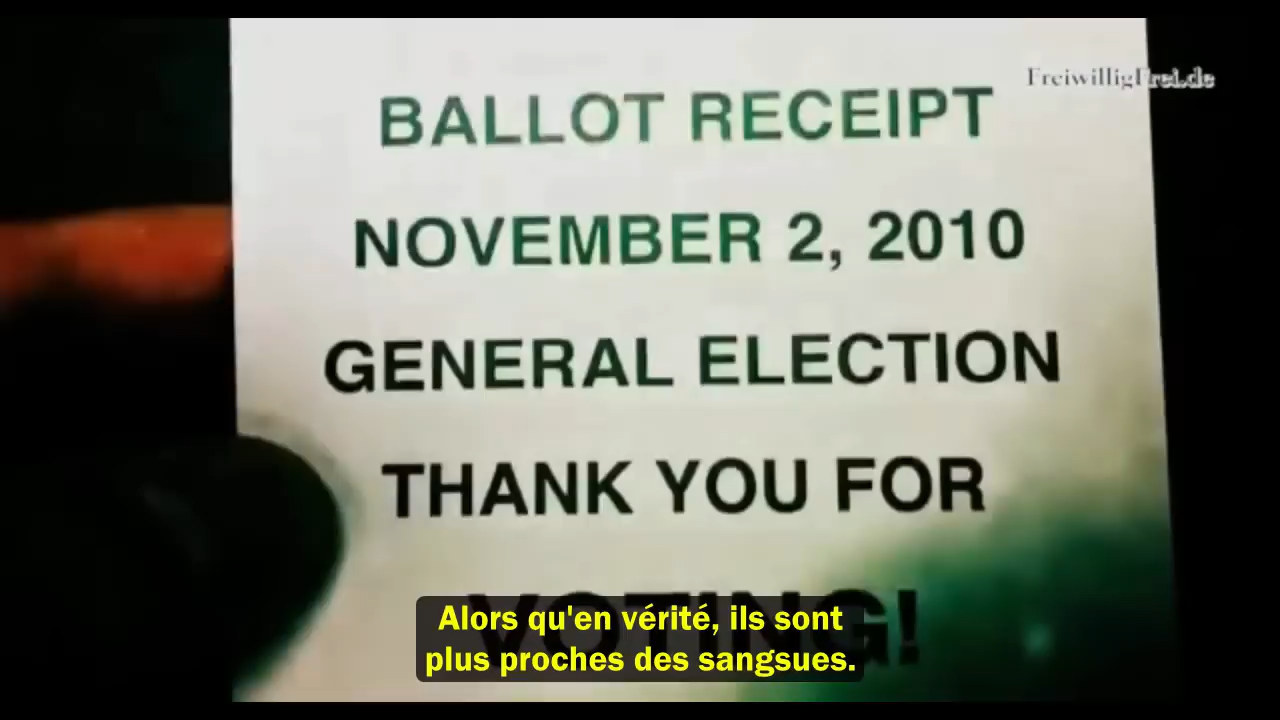 FreiwilligFrei.de
BALLOT RECEIPT
NOVEMBER 2, 2010
GENERAL ELECTION
THANK YOU FOR
VOTING!
Alors qu'en vérité, ils sont
plus proches des sangsues.